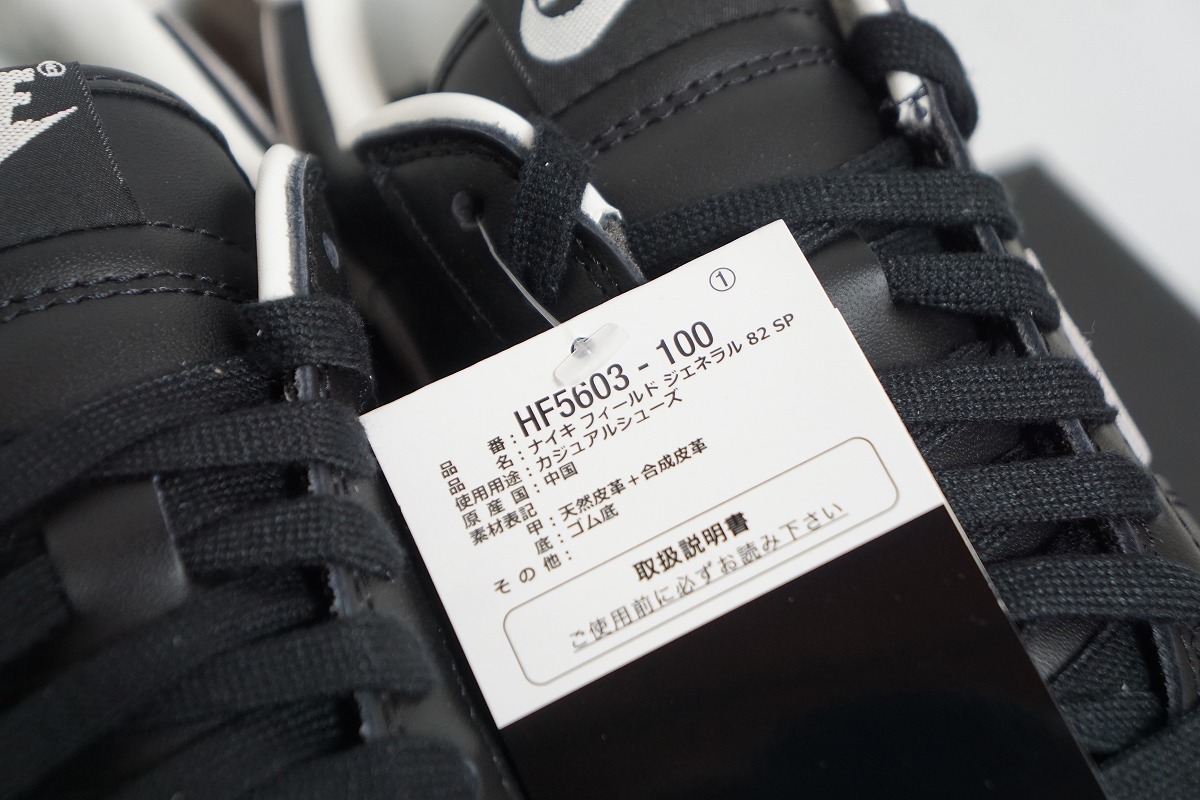 ①
品番：HF5603 - 100
品名：ナイキ フィールド ジェネラル 82 SP
使用用途：カジュアルシューズ
原産国：中国
素材表記
甲：天然皮革＋合成皮革
底：ゴム底
その他：
取扱説明書
ご使用前に必ずお読み下さい